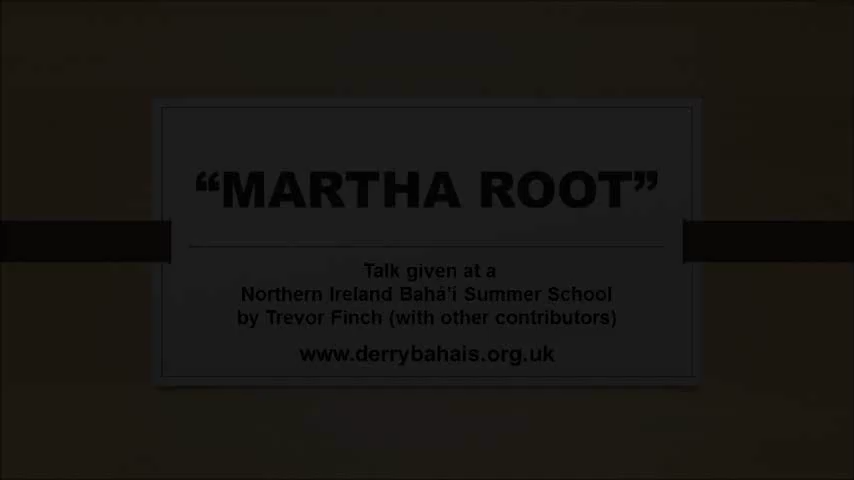 “MARTHA ROOT”
Talk given at a
Northern Ireland Bahá’í Summer School
by Trevor Finch (with other contributors)
www.derrybahais.org.uk